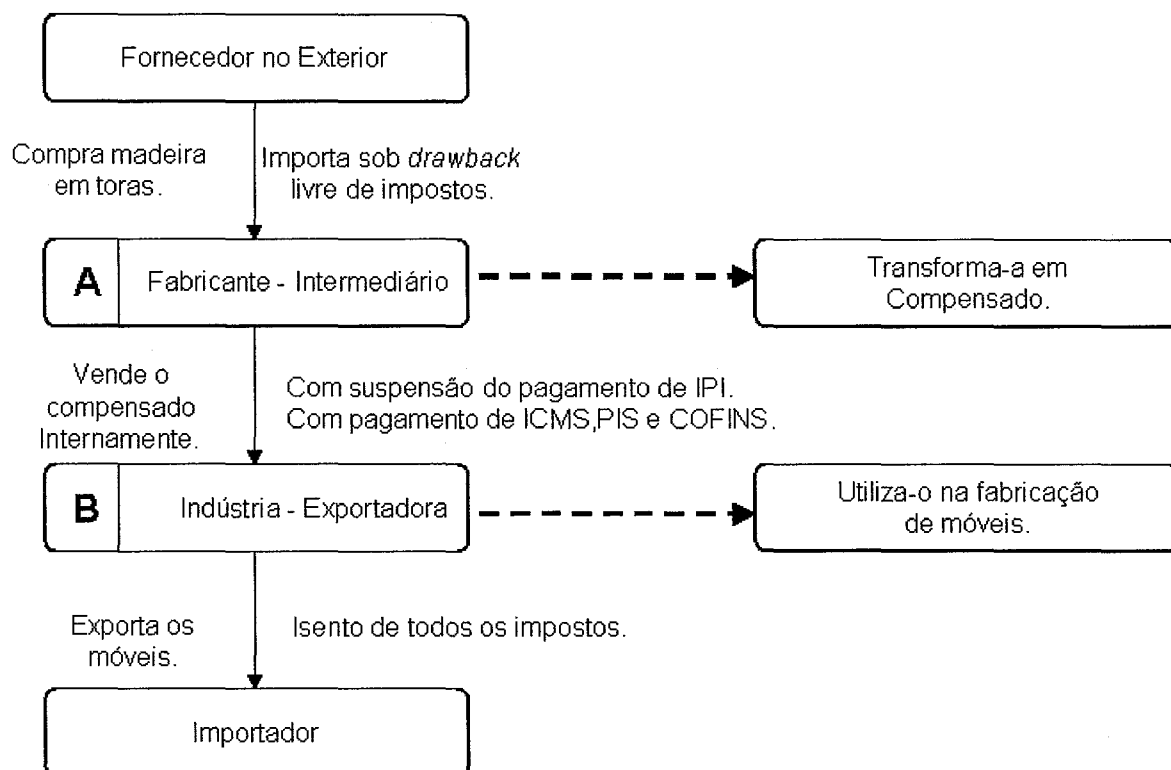 Fornecedor no Exterior
Compra madeira
em toras.
Importa sob drawback
livre de impostos.
A
Fabricante - Intermediário
Transforma-a em
Compensado.
Vende o
compensado
Internamente.
Com suspensão do pagamento de IPI.
Com pagamento de ICMS,PIS e COFINS.
B
Indústria - Exportadora
Utiliza-o na fabricação
de móveis.
Exporta os
móveis.
Isento de todos os impostos.
Importador